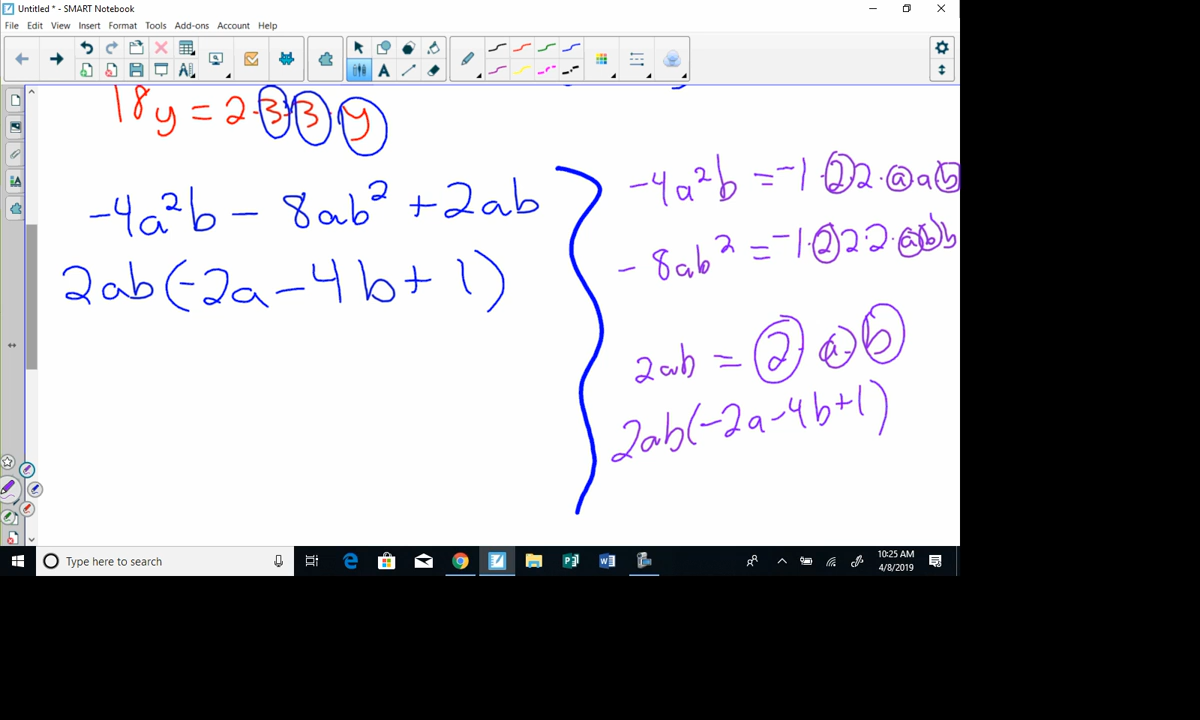 Untitled * - SMART Notebook
File Edit View Insert Format Tools Add-ons Account Help
18y = 2·3·3·y
-4a²b - 8ab² + 2ab
2ab(-2a - 4b + 1)
-4a²b = -1·2·2·a·ab
-8ab² = -1·2·2·2·abb
2ab = 2·a·b
2ab(-2a-4b+1)
Type here to search
10:25 AM
4/8/2019